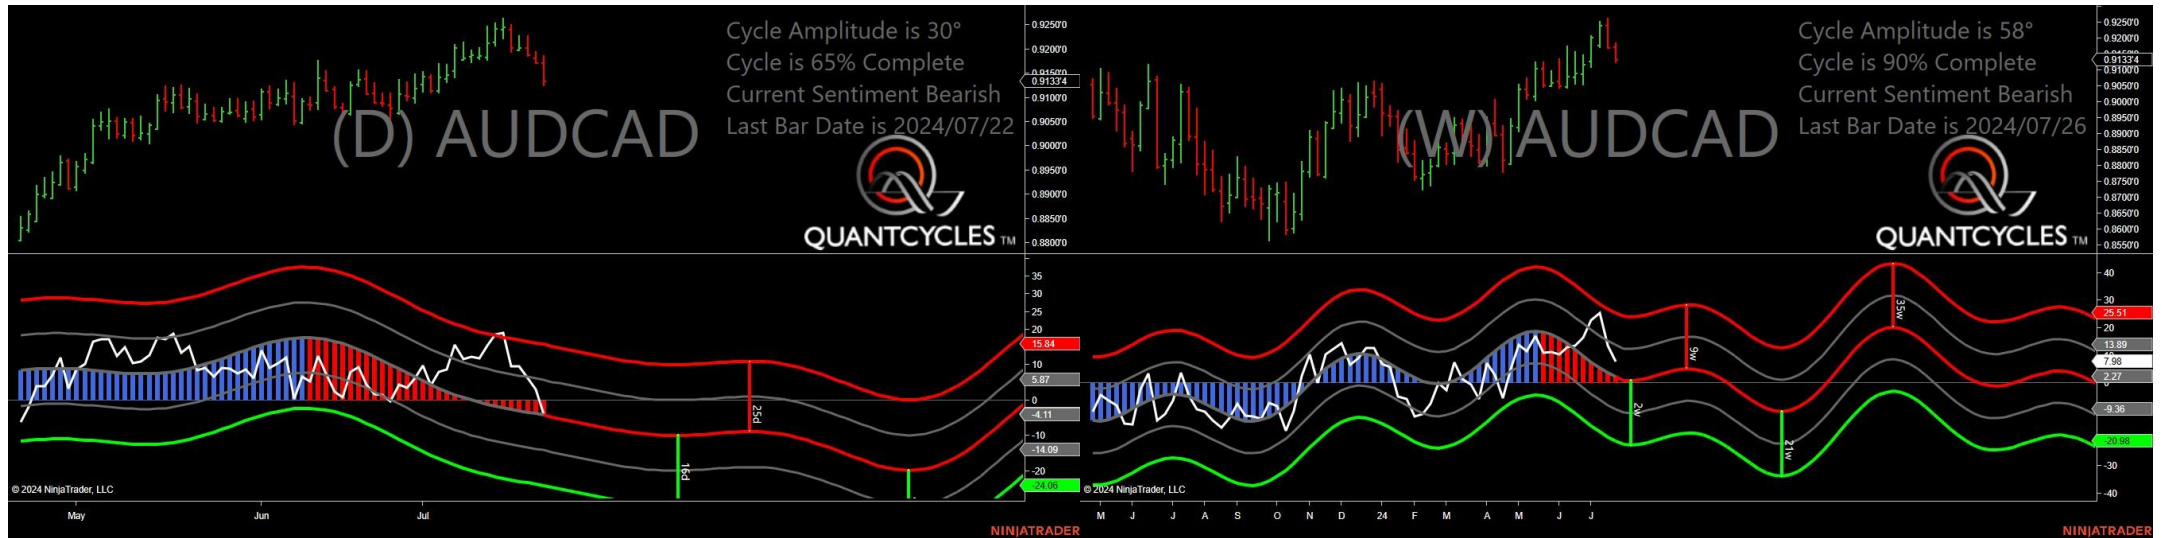 Cycle Amplitude is 30°
Cycle is 65% Complete
Current Sentiment Bearish
Last Bar Date is 2024/07/22
(D) AUDCAD
QUANTCYCLES TM
0.9250'0
0.9200'0
0.9150'0
0.9133'4
0.9100'0
0.9050'0
0.9000'0
0.8950'0
0.8900'0
0.8850'0
0.8800'0
35
30
25
20
15.84
10
5.87
0
-4.11
-10
-14.09
-20
-24.06
25d
16d
© 2024 NinjaTrader, LLC
May Jun Jul
NINJATRADER
Cycle Amplitude is 58°
Cycle is 90% Complete
Current Sentiment Bearish
Last Bar Date is 2024/07/26
(W) AUDCAD
QUANTCYCLES TM
0.9250'0
0.9200'0
0.9133'4
0.9100'0
0.9050'0
0.9000'0
0.8950'0
0.8900'0
0.8850'0
0.8800'0
0.8750'0
0.8700'0
0.8650'0
0.8600'0
0.8550'0
40
30
25.51
20
13.89
7.98
2.27
-9.36
-20.98
-30
-40
9w
2w
21w
35w
© 2024 NinjaTrader, LLC
M J J A S O N D 24 F M A M J J
NINJATRADER